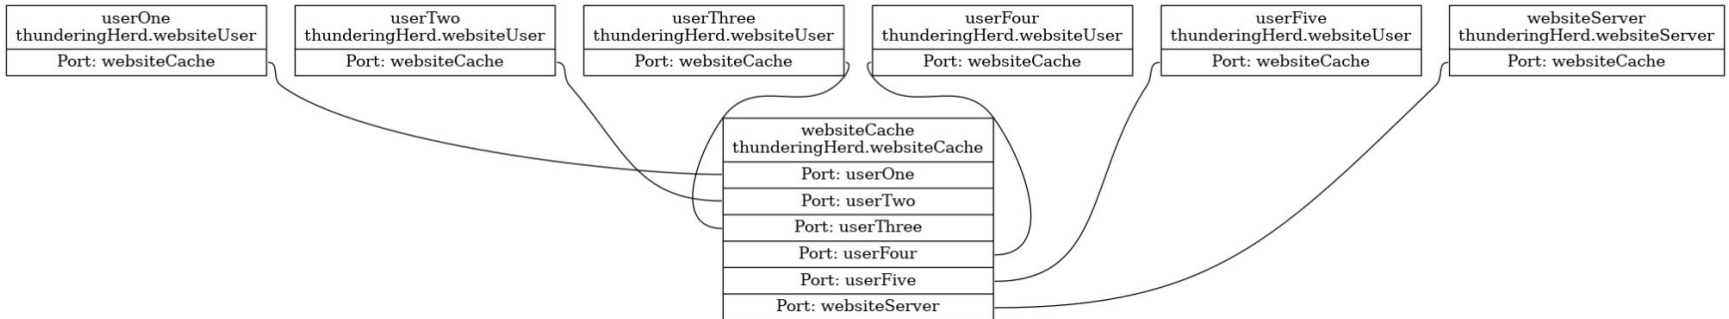 userOne
thunderingHerd.websiteUser
Port: websiteCache
userTwo
thunderingHerd.websiteUser
Port: websiteCache
userThree
thunderingHerd.websiteUser
Port: websiteCache
userFour
thunderingHerd.websiteUser
Port: websiteCache
userFive
thunderingHerd.websiteUser
Port: websiteCache
websiteServer
thunderingHerd.websiteServer
Port: websiteCache
websiteCache
thunderingHerd.websiteCache
Port: userOne
Port: userTwo
Port: userThree
Port: userFour
Port: userFive
Port: websiteServer